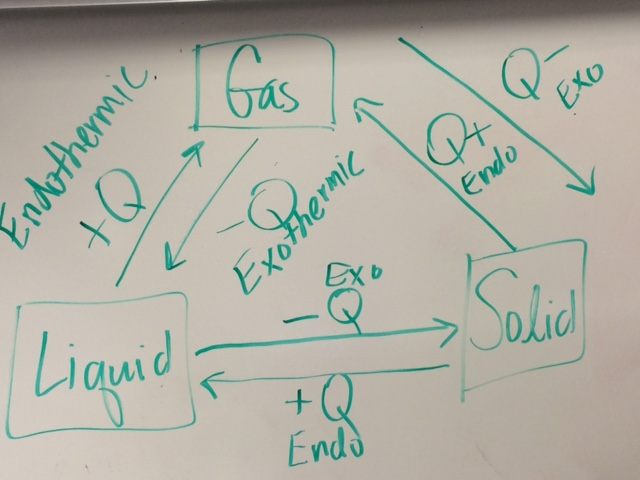 Gas
Q-
Exo
Endothermic
+Q
-Q
Exothermic
Q+
Endo
Exo
-Q
Liquid
Solid
+Q
Endo